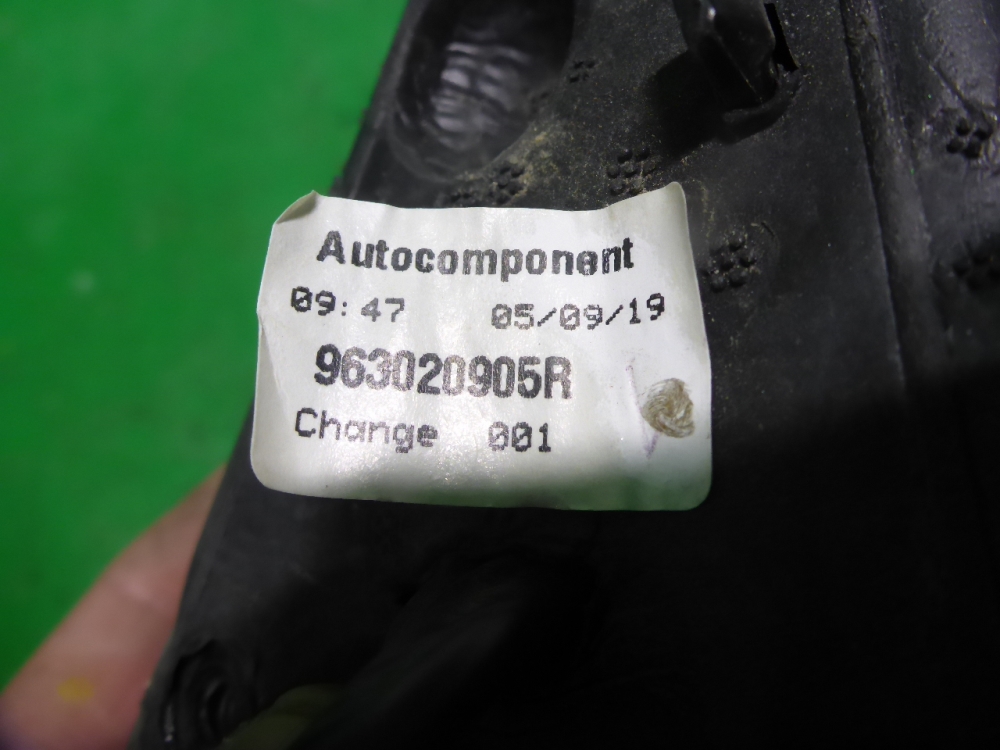 Autocomponent
09:47 05/09/19
963020905R
Change 001